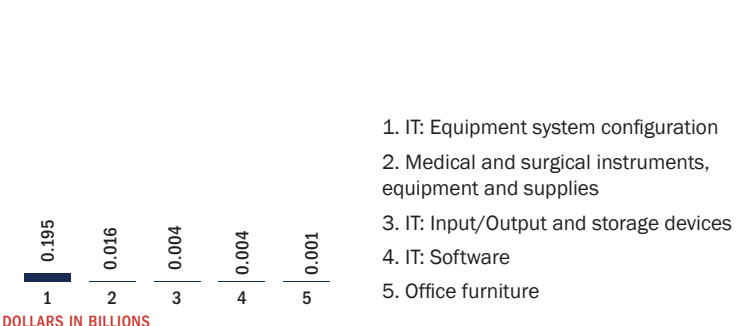 0.195
0.016
0.004
0.004
0.001
1
2
3
4
5
DOLLARS IN BILLIONS
1. IT: Equipment system configuration
2. Medical and surgical instruments,
equipment and supplies
3. IT: Input/Output and storage devices
4. IT: Software
5. Office furniture